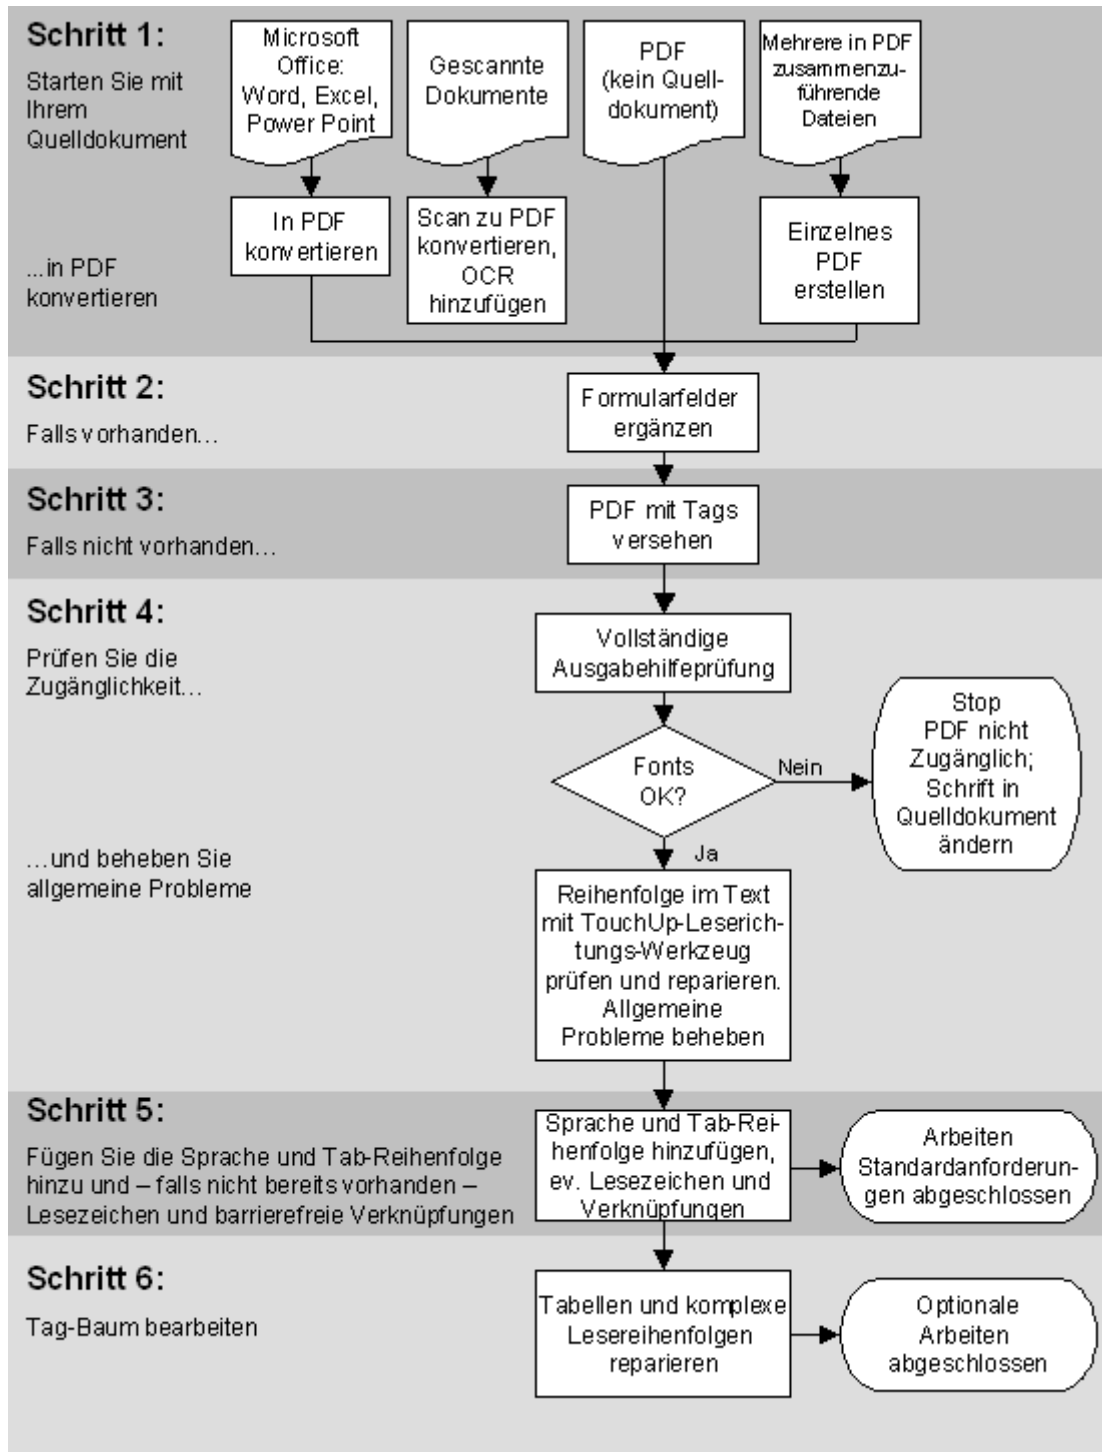 Schritt 1:
Starten Sie mit
Ihrem
Quelldokument
Microsoft
Office:
Word, Excel,
Power Point
Gescannte
Dokumente
PDF
(kein Quell-
dokument)
Mehrere in PDF
zusammenzu-
führende
Dateien
...in PDF
konvertieren
In PDF
konvertieren
Scan zu PDF
konvertieren,
OCR
hinzufügen
Einzelnes
PDF
erstellen
Schritt 2:
Falls vorhanden...
Formularfelder
ergänzen
Schritt 3:
Falls nicht vorhanden...
PDF mit Tags
versehen
Schritt 4:
Prüfen Sie die
Zugänglichkeit...
Vollständige
Ausgabehilfeprüfung
Fonts
OK?
Nein
Stop
PDF nicht
Zugänglich;
Schrift in
Quelldokument
ändern
Ja
...und beheben Sie
allgemeine Probleme
Reihenfolge im Text
mit TouchUp-Leserich-
tungs-Werkzeug
prüfen und reparieren.
Allgemeine
Probleme beheben
Schritt 5:
Fügen Sie die Sprache und Tab-Reihenfolge
hinzu und – falls nicht bereits vorhanden –
Lesezeichen und barrierefreie Verknüpfungen
Sprache und Tab-Rei-
henfolge hinzufügen,
ev. Lesezeichen und
Verknüpfungen
Arbeiten
Standardanforderun-
gen abgeschlossen
Schritt 6:
Tag-Baum bearbeiten
Tabellen und komplexe
Lesereihenfolgen
reparieren
Optionale
Arbeiten
abgeschlossen